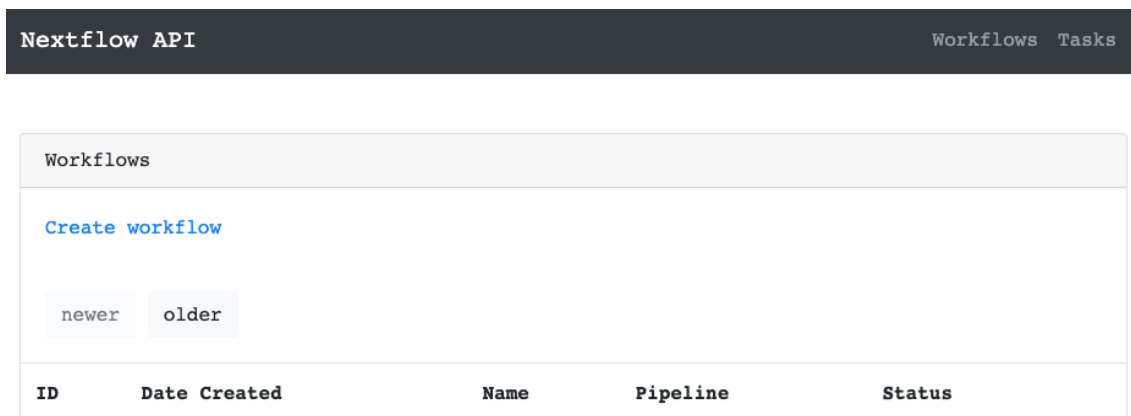 Nextflow API Workflows Tasks
Workflows
Create workflow
newer older
ID Date Created Name Pipeline Status